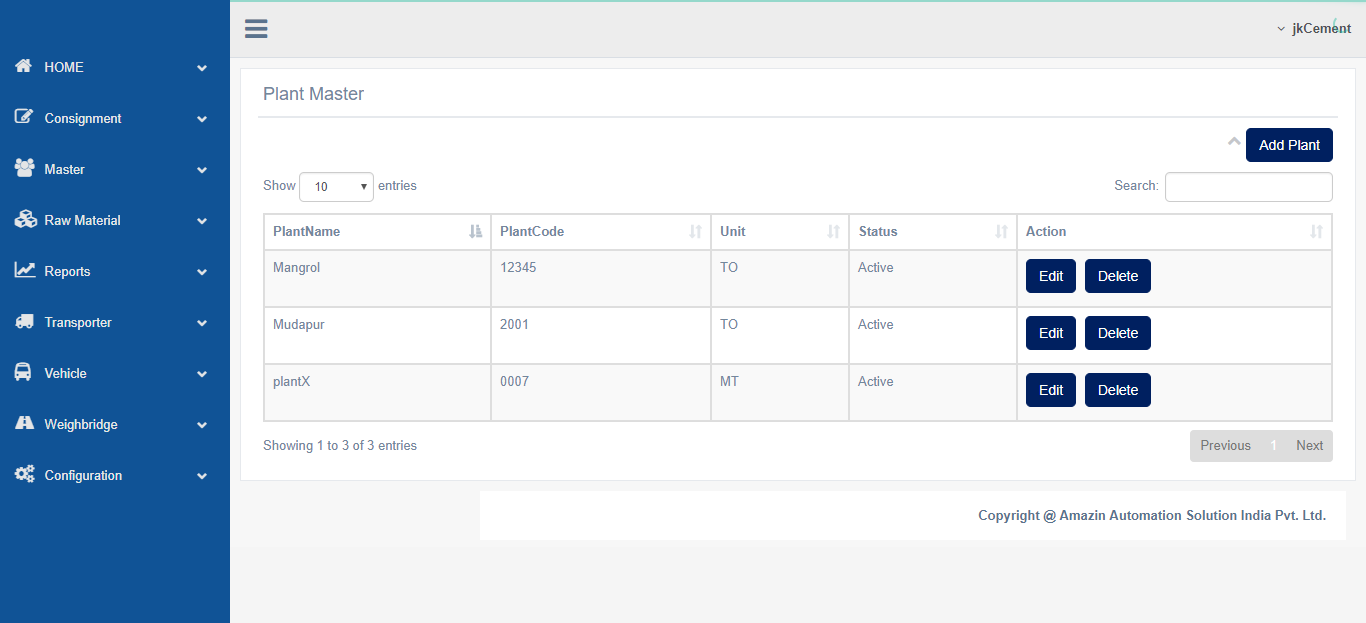 jkCement
HOME
Consignment
Master
Raw Material
Reports
Transporter
Vehicle
Weighbridge
Configuration
Plant Master
Add Plant
Show 10 entries Search:
PlantName PlantCode Unit Status Action
Mangrol 12345 TO Active Edit Delete
Mudapur 2001 TO Active Edit Delete
plantX 0007 MT Active Edit Delete
Showing 1 to 3 of 3 entries Previous 1 Next
Copyright @ Amazin Automation Solution India Pvt. Ltd.